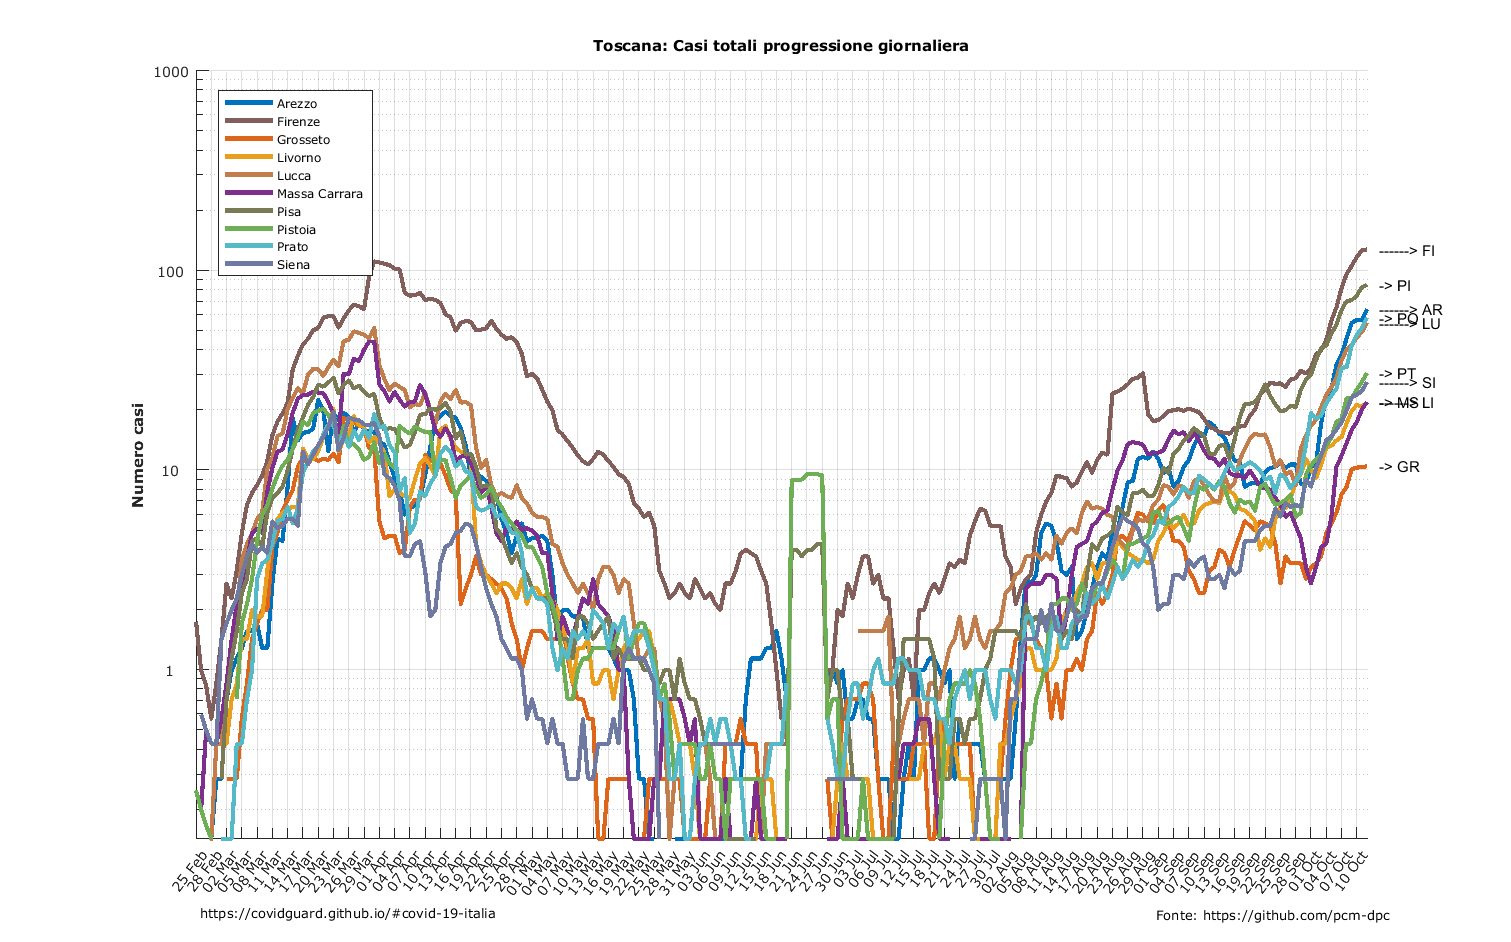 Toscana: Casi totali progressione giornaliera
1000
100
10
1
Numero casi
Arezzo
Firenze
Grosseto
Livorno
Lucca
Massa Carrara
Pisa
Pistoia
Prato
Siena
------> FI
-> PI
------> AR
-> PO
------> LU
-> PT
------> SI
-> MS
------> LI
-> GR
25 Feb
28 Feb
02 Mar
05 Mar
08 Mar
11 Mar
14 Mar
17 Mar
20 Mar
23 Mar
26 Mar
29 Mar
01 Apr
04 Apr
07 Apr
10 Apr
13 Apr
16 Apr
19 Apr
22 Apr
25 Apr
28 Apr
01 May
04 May
07 May
10 May
13 May
16 May
19 May
22 May
25 May
28 May
31 May
03 Jun
06 Jun
09 Jun
12 Jun
15 Jun
18 Jun
21 Jun
24 Jun
27 Jun
30 Jun
03 Jul
06 Jul
09 Jul
12 Jul
15 Jul
18 Jul
21 Jul
24 Jul
27 Jul
30 Jul
02 Aug
05 Aug
08 Aug
11 Aug
14 Aug
17 Aug
20 Aug
23 Aug
26 Aug
29 Aug
01 Sep
04 Sep
07 Sep
10 Sep
13 Sep
16 Sep
19 Sep
22 Sep
25 Sep
28 Sep
01 Oct
04 Oct
07 Oct
10 Oct
https://covidguard.github.io/#covid-19-italia
Fonte: https://github.com/pcm-dpc